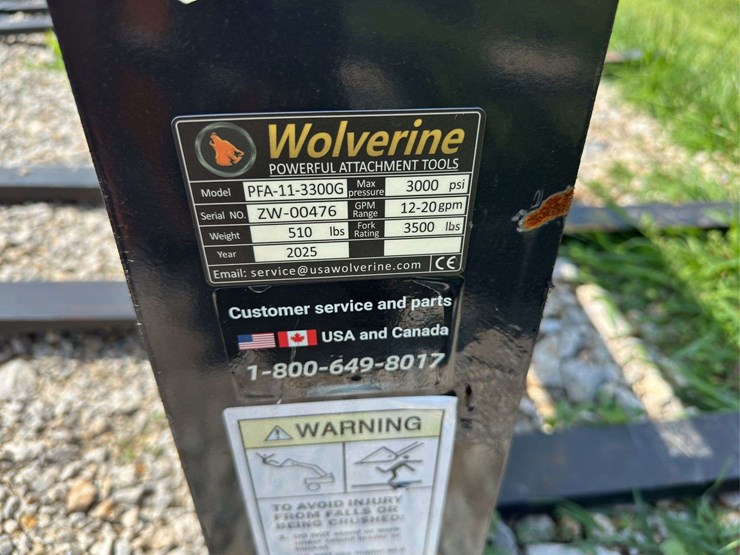 Wolverine
POWERFUL ATTACHMENT TOOLS
Model PFA-11-3300G Max pressure 3000 psi
Serial NO. ZW-00476 GPM Range 12-20gpm
Weight 510 lbs Fork Rating 3500 lbs
Year 2025
Email: service@usawolverine.com CE
Customer service and parts
USA and Canada
1-800-649-8017
WARNING
TO AVOID INJURY
FROM FALLS OR
BEING CRUSHED: